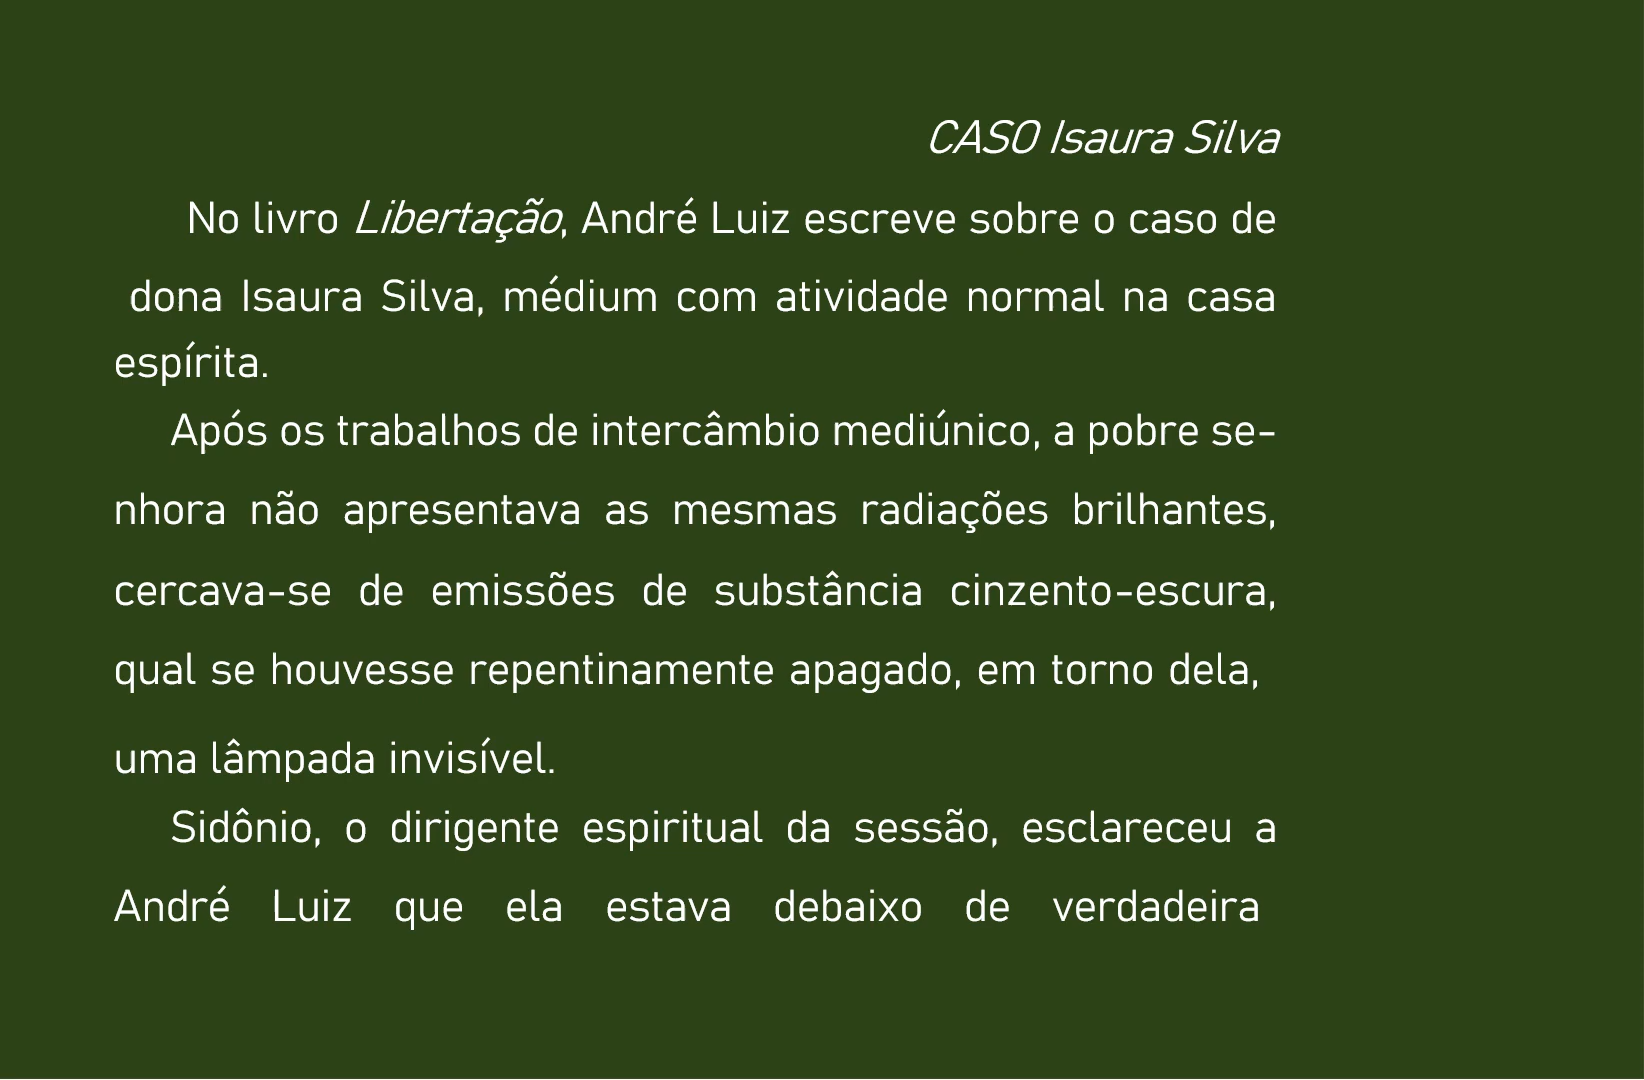 CASO Isaura Silva
No livro Libertação, André Luiz escreve sobre o caso de
dona Isaura Silva, médium com atividade normal na casa
espírita.
Após os trabalhos de intercâmbio mediúnico, a pobre se-
nhora não apresentava as mesmas radiações brilhantes,
cercava-se de emissões de substância cinzento-escura,
qual se houvesse repentinamente apagado, em torno dela,
uma lâmpada invisível.
Sidônio, o dirigente espiritual da sessão, esclareceu a
André Luiz que ela estava debaixo de verdadeira